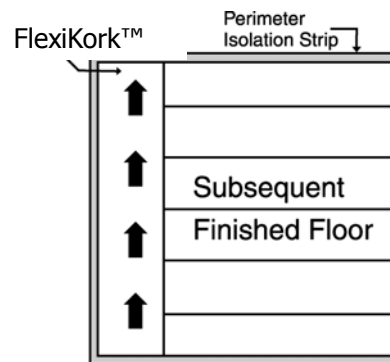 Perimeter
Isolation Strip
FlexiKork™
Subsequent
Finished Floor